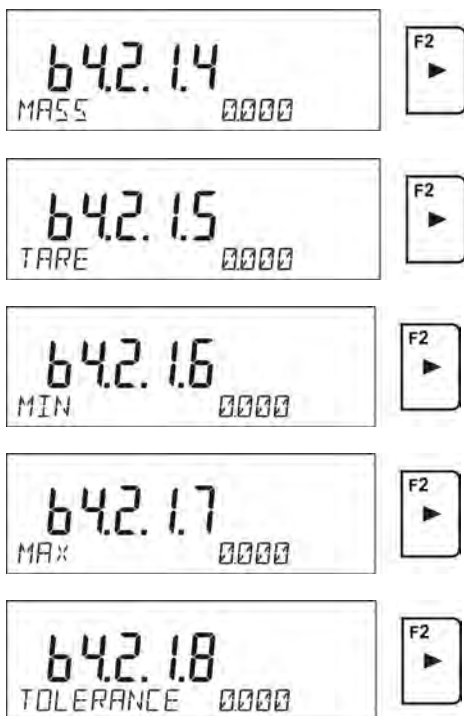 b4.2.1.4
MASS 0.000
F2
b4.2.1.5
TARE 0.000
F2
b4.2.1.6
MIN 0.000
F2
b4.2.1.7
MAX 0.000
F2
b4.2.1.8
TOLERANCE 0.000
F2